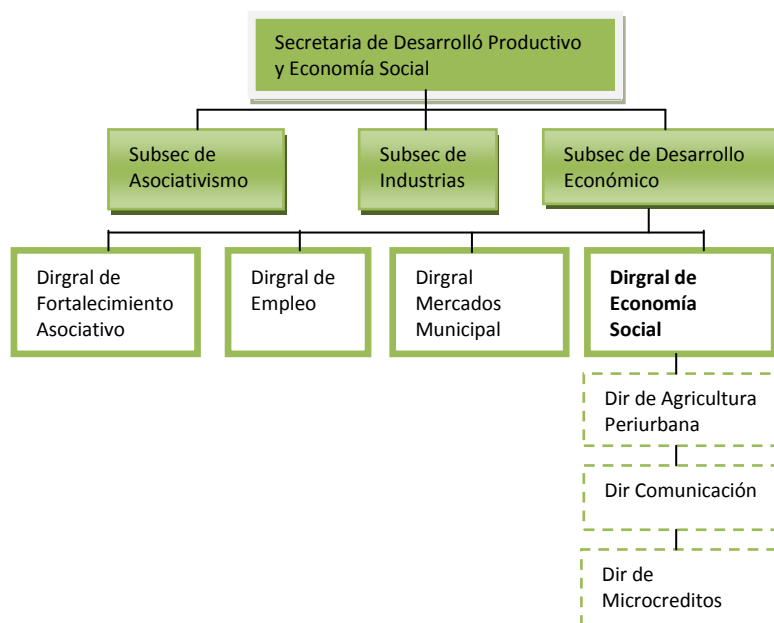 Secretaria de Desarrolló Productivo
y Economía Social
Subsec de
Asociativismo
Subsec de
Industrias
Subsec de Desarrollo
Económico
Dirgral de
Fortalecimiento
Asociativo
Dirgral de
Empleo
Dirgral
Mercados
Municipal
Dirgral de
Economía
Social
Dir de Agricultura
Periurbana
Dir Comunicación
Dir de
Microcreditos